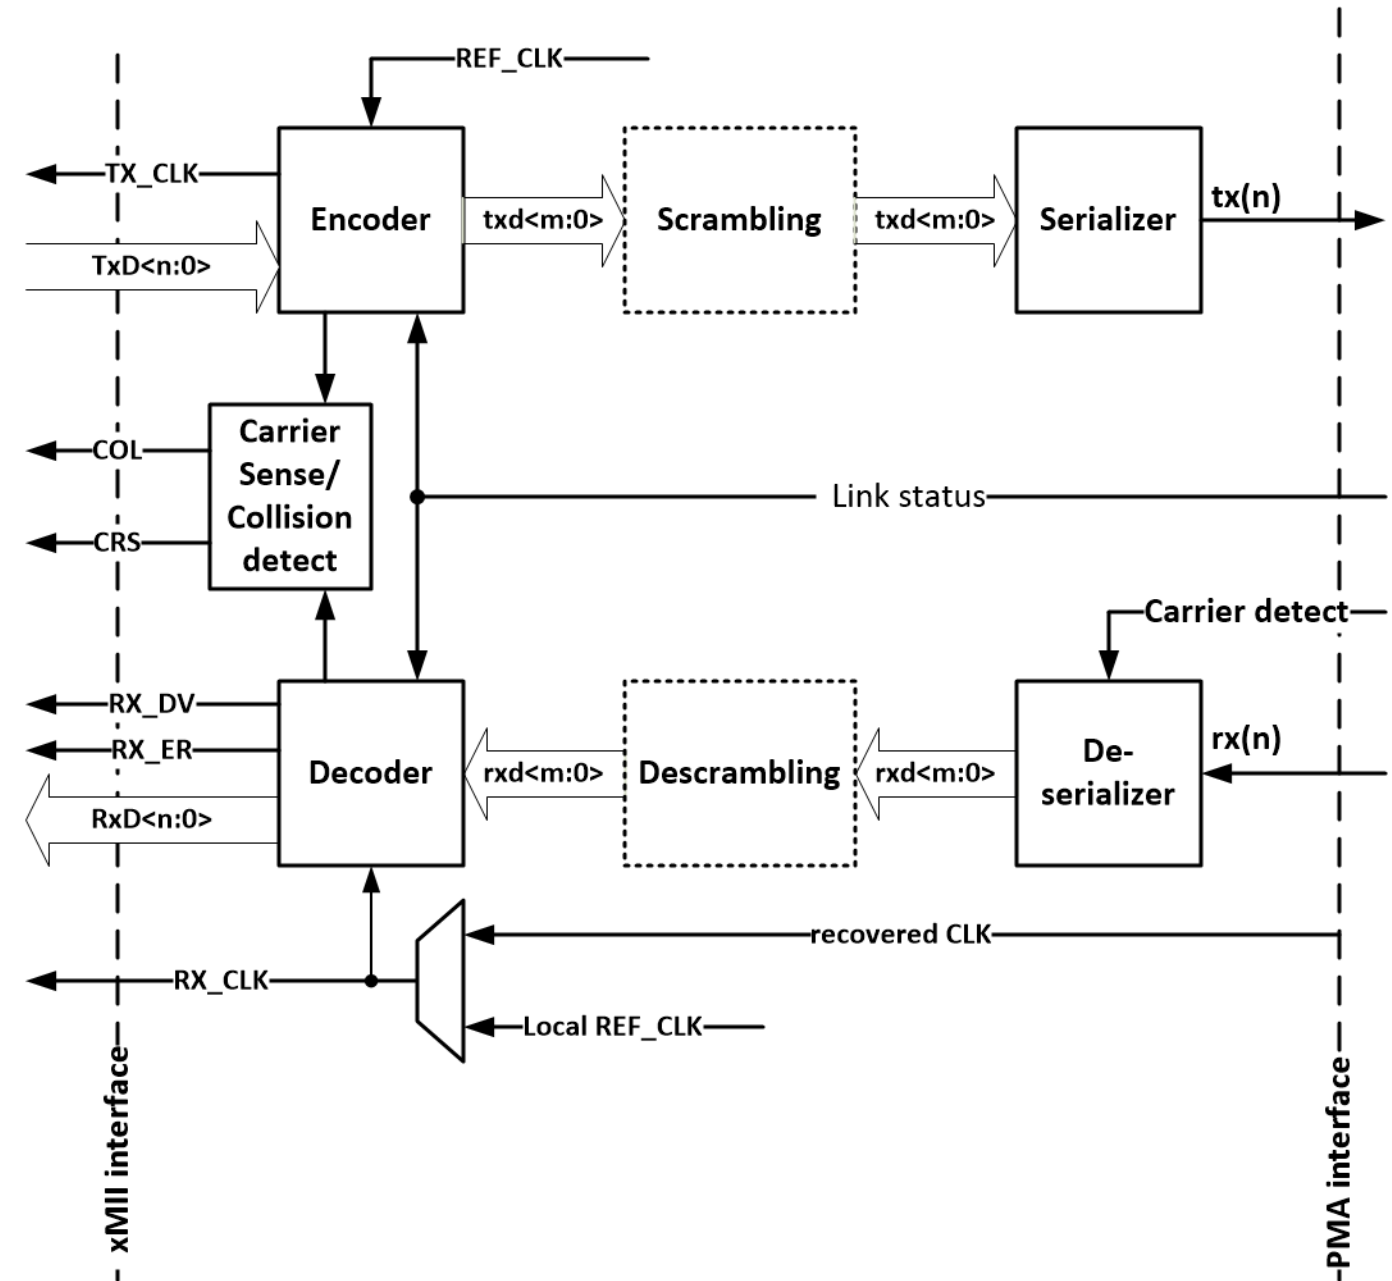 REF_CLK
TX_CLK
TxD<n:0>
Encoder
txd<m:0>
Scrambling
txd<m:0>
Serializer
tx(n)
COL
CRS
Carrier
Sense/
Collision
detect
Link status
Carrier detect
RX_DV
RX_ER
RxD<n:0>
Decoder
rxd<m:0>
Descrambling
rxd<m:0>
De-
serializer
rx(n)
recovered CLK
RX_CLK
Local REF_CLK
xMII interface
PMA interface